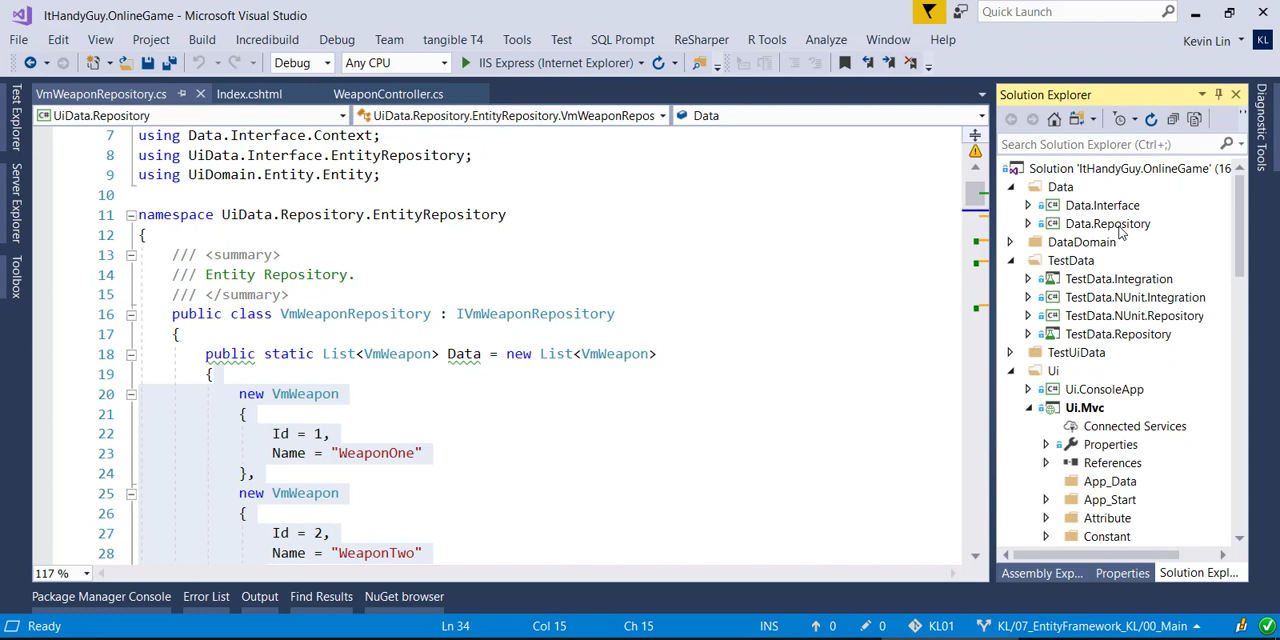 ItHandyGuy.OnlineGame - Microsoft Visual Studio
Quick Launch
File Edit View Project Build Incredibuild Debug Team tangible T4 Tools Test SQL Prompt ReSharper R Tools Analyze Window Help
Kevin Lin KL
Debug Any CPU IIS Express (Internet Explorer)
Test Explorer
Server Explorer
Toolbox
VmWeaponRepository.cs Index.cshtml WeaponController.cs
UiData.Repository UiData.Repository.EntityRepository.VmWeaponRepos Data
7 using Data.Interface.Context;
8 using UiData.Interface.EntityRepository;
9 using UiDomain.Entity.Entity;
10
11 namespace UiData.Repository.EntityRepository
12 {
13 /// <summary>
14 /// Entity Repository.
15 /// </summary>
16 public class VmWeaponRepository : IVmWeaponRepository
17 {
18 public static List<VmWeapon> Data = new List<VmWeapon>
19 {
20 new VmWeapon
21 {
22 Id = 1,
23 Name = "WeaponOne"
24 },
25 new VmWeapon
26 {
27 Id = 2,
28 Name = "WeaponTwo"
117 %
Solution Explorer
Search Solution Explorer (Ctrl+;)
Solution 'ItHandyGuy.OnlineGame' (16
Data
Data.Interface
Data.Repository
DataDomain
TestData
TestData.Integration
TestData.NUnit.Integration
TestData.NUnit.Repository
TestData.Repository
TestUiData
Ui
Ui.ConsoleApp
Ui.Mvc
Connected Services
Properties
References
App_Data
App_Start
Attribute
Constant
Assembly Exp... Properties Solution Expl...
Diagnostic Tools
Package Manager Console Error List Output Find Results NuGet browser
Ready Ln 34 Col 15 Ch 15 INS 0 0 KL01 KL/07_EntityFramework_KL/00_Main